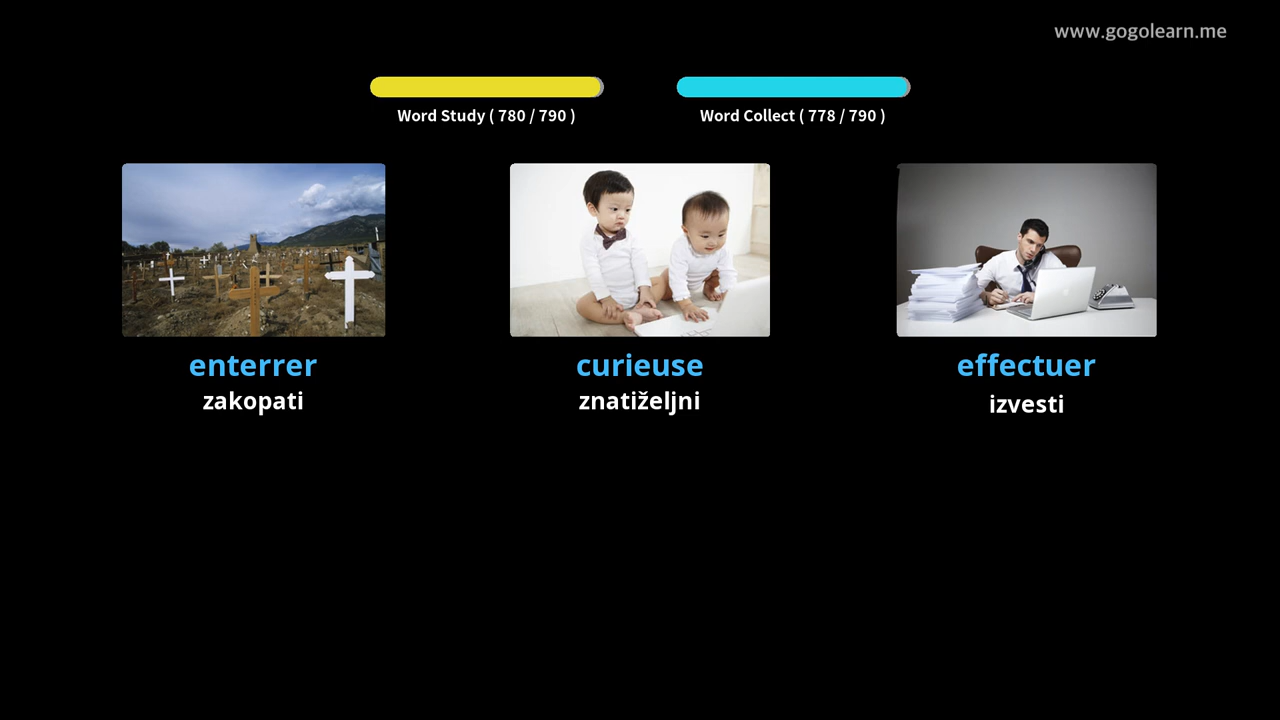 www.gogolearn.me
Word Study ( 780 / 790 )
Word Collect ( 778 / 790 )
enterrer
zakopati
curieuse
znatiželjni
effectuer
izvesti